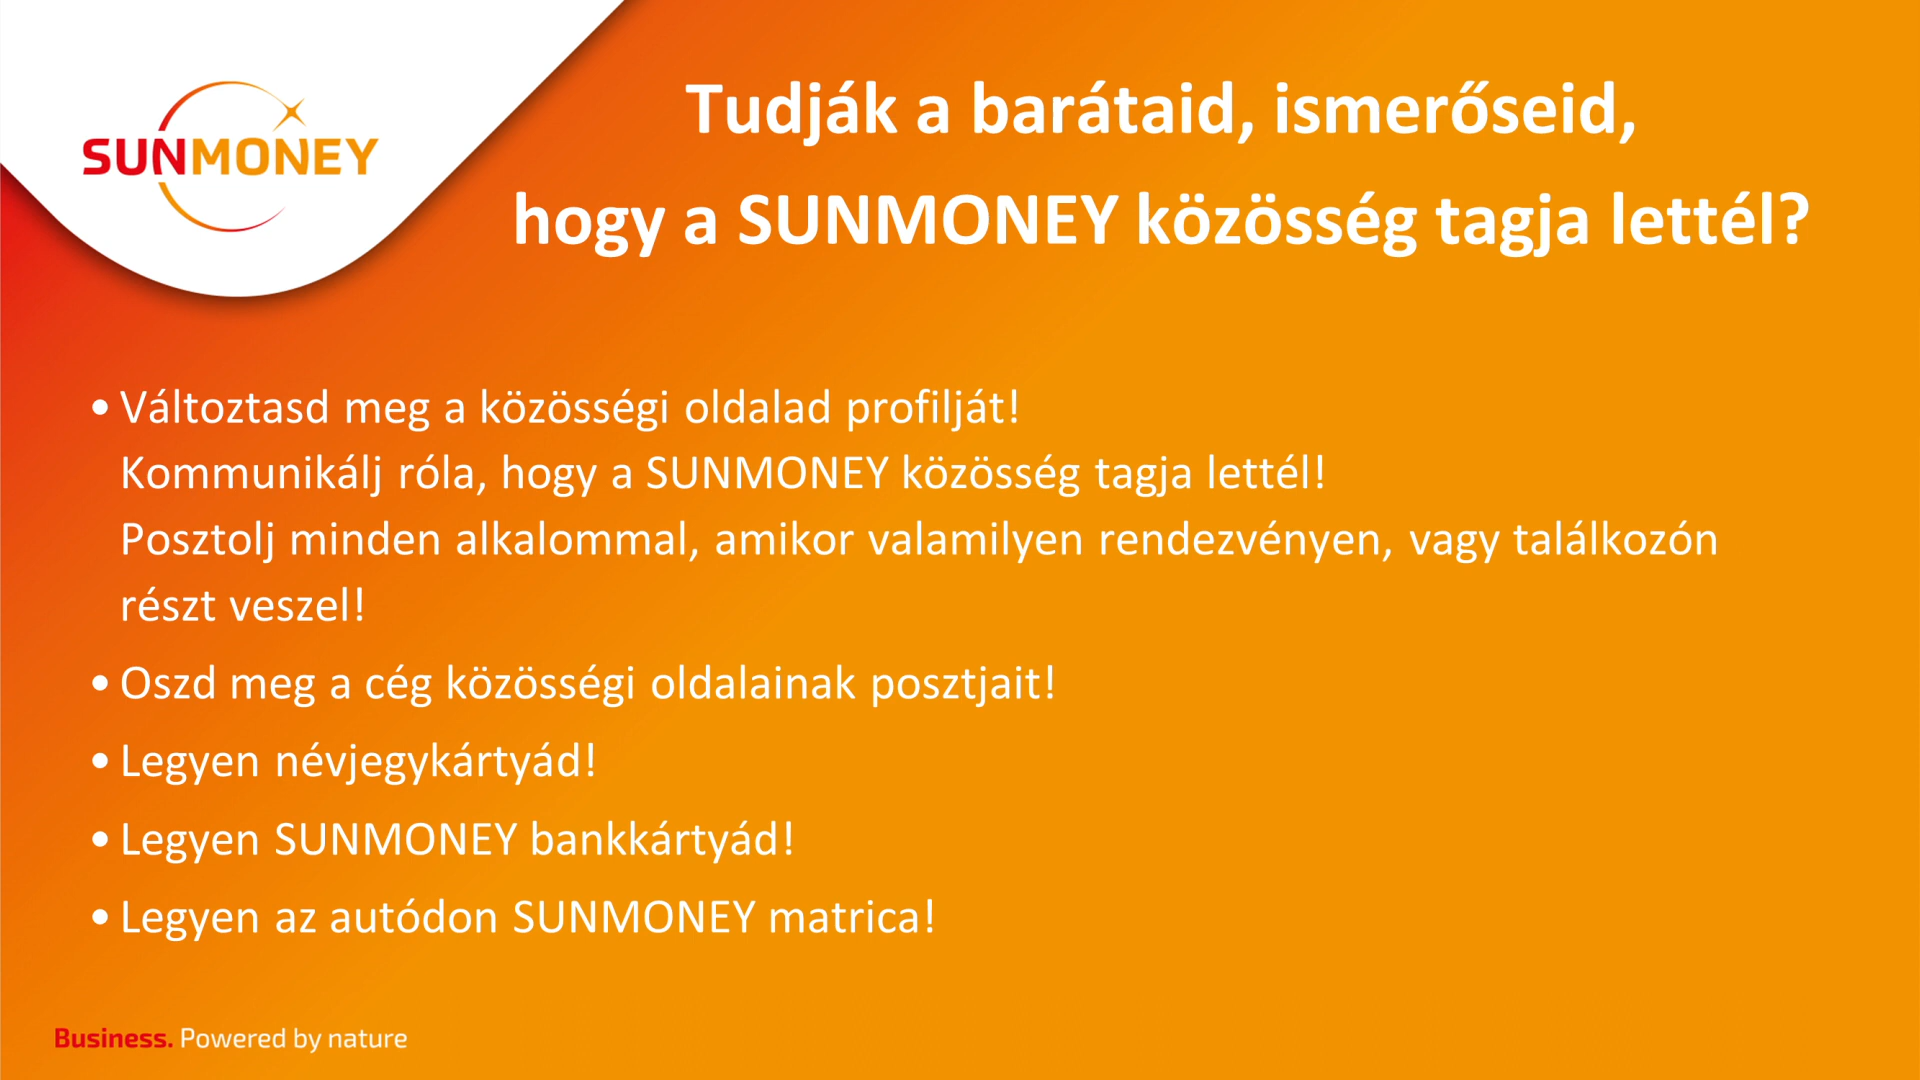 SUNMONEY
Tudják a barátaid, ismerőseid,
hogy a SUNMONEY közösség tagja lettél?
• Változtasd meg a közösségi oldalad profilját!
Kommunikálj róla, hogy a SUNMONEY közösség tagja lettél!
Posztolj minden alkalommal, amikor valamilyen rendezvényen, vagy találkozón
részt veszel!
• Oszd meg a cég közösségi oldalainak posztjait!
• Legyen névjegykártyád!
• Legyen SUNMONEY bankkártyád!
• Legyen az autódon SUNMONEY matrica!
Business. Powered by nature